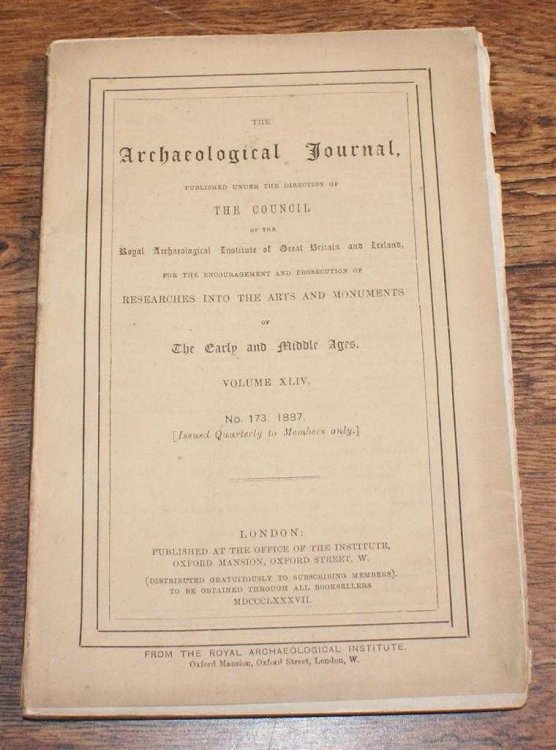 THE
Archaeological Journal,
PUBLISHED UNDER THE DIRECTION OF
THE COUNCIL
OF THE
Royal Archaeological Institute of Great Britain and Ireland,
FOR THE ENCOURAGEMENT AND PROSECUTION OF
RESEARCHES INTO THE ARTS AND MONUMENTS
OF
The Early and Middle Ages.
VOLUME XLIV.
No. 173, 1887.
[Issued Quarterly to Members only.]
LONDON:
PUBLISHED AT THE OFFICE OF THE INSTITUTE,
OXFORD MANSION, OXFORD STREET, W.
(DISTRIBUTED GRATUITOUSLY TO SUBSCRIBING MEMBERS).
TO BE OBTAINED THROUGH ALL BOOKSELLERS
MDCCCLXXXVII.
FROM THE ROYAL ARCHAEOLOGICAL INSTITUTE.
Oxford Mansion, Oxford Street, London, W.